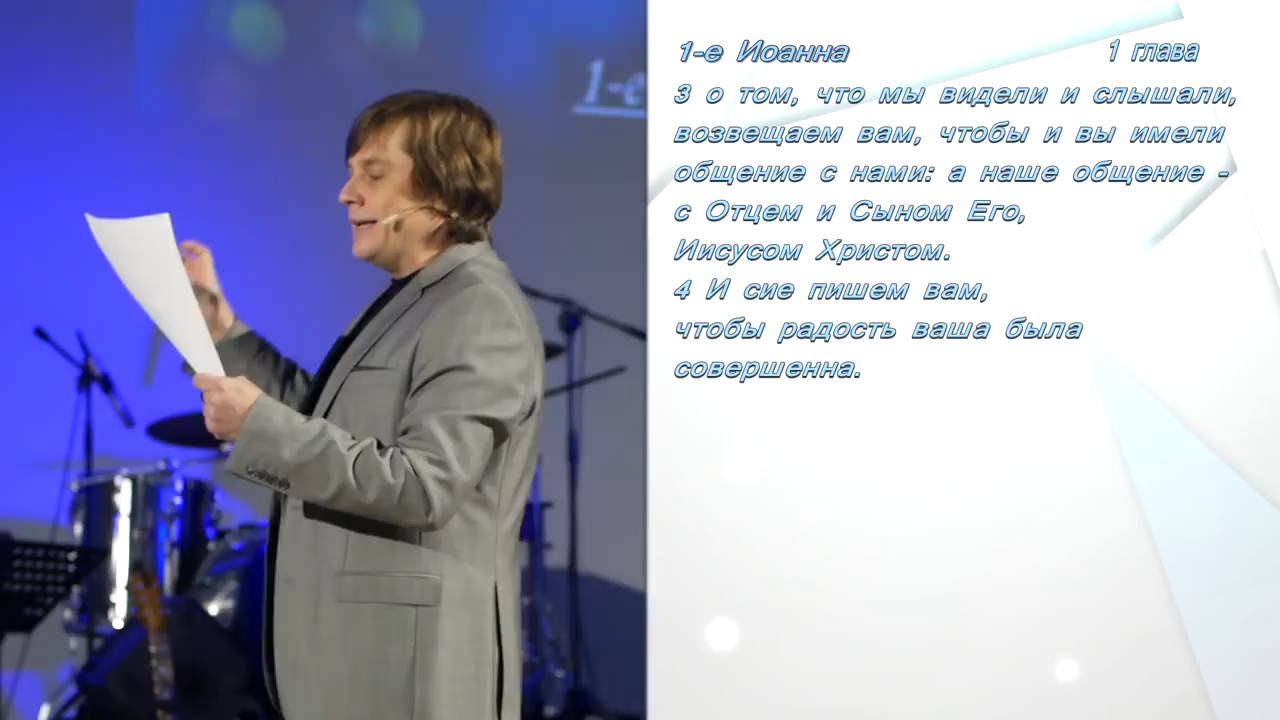 1-е
1-е Иоанна 1 глава
3 о том, что мы видели и слышали,
возвещаем вам, чтобы и вы имели
общение с нами: а наше общение -
с Отцем и Сыном Его,
Иисусом Христом.
4 И сие пишем вам,
чтобы радость ваша была
совершенна.